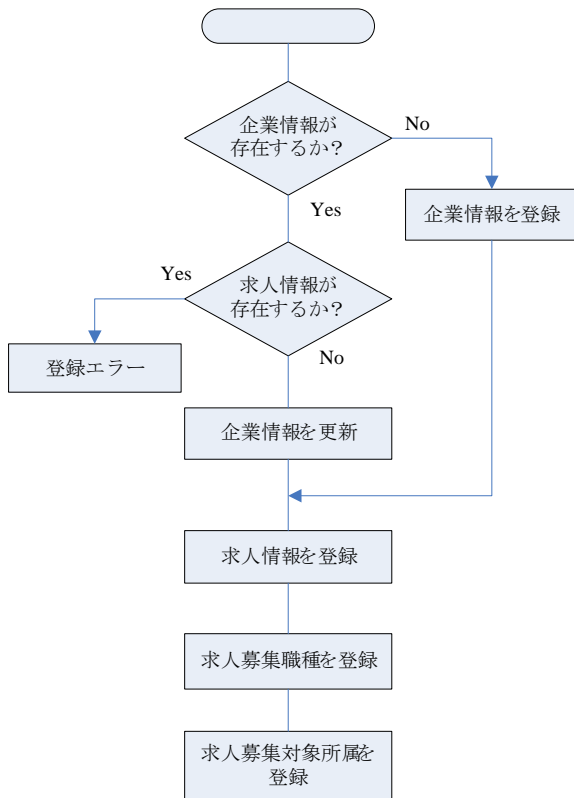 企業情報が
存在するか?
No
企業情報を登録
Yes
Yes
求人情報が
存在するか?
登録エラー
No
企業情報を更新
求人情報を登録
求人募集職種を登録
求人募集対象所属を
登録